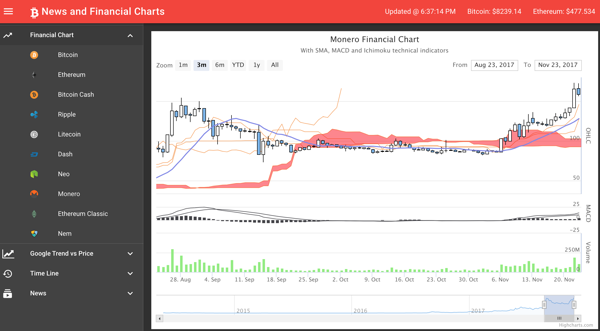 News and Financial Charts
Updated @ 6:37:14 PM
Bitcoin: $8239.14
Ethereum: $477.534
Financial Chart
Bitcoin
Ethereum
Bitcoin Cash
Ripple
Litecoin
Dash
Neo
Monero
Ethereum Classic
Nem
Google Trend vs Price
Time Line
News
Monero Financial Chart
With SMA, MACD and Ichimoku technical indicators
Zoom 1m 3m 6m YTD 1y All
From Aug 23, 2017 To Nov 23, 2017
100
50
OHLC
25
0
-25
MACD
250M
0
Volume
28. Aug 4. Sep 11. Sep 18. Sep 25. Sep 2. Oct 9. Oct 16. Oct 23. Oct 30. Oct 6. Nov 13. Nov 20. Nov
2015 2016 2017
Highcharts.com